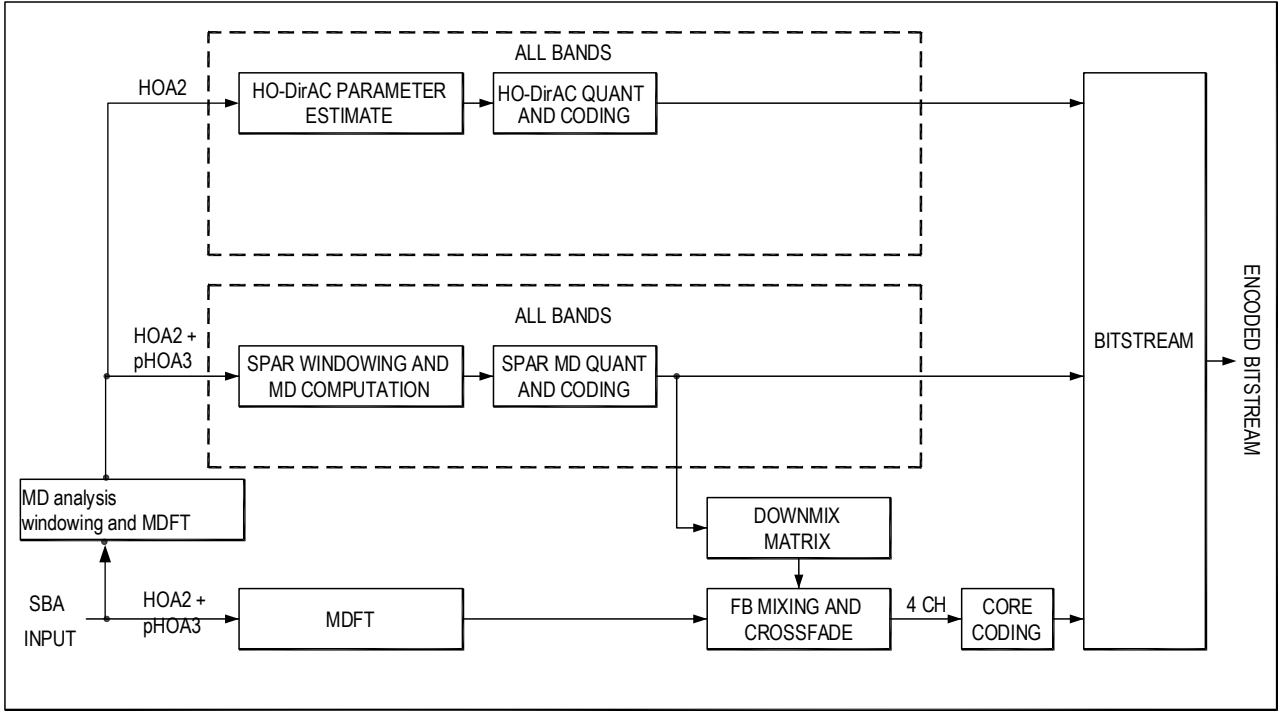 ALL BANDS
HOA2
HO-DirAC PARAMETER
ESTIMATE
HO-DirAC QUANT
AND CODING
ALL BANDS
HOA2 +
pHOA3
SPAR WINDOWING AND
MD COMPUTATION
SPAR MD QUANT
AND CODING
BITSTREAM
ENCODED BITSTREAM
MD analysis
windowing and MDFT
DOWNMIX
MATRIX
SBA
INPUT
HOA2 +
pHOA3
MDFT
FB MIXING AND
CROSSFADE
4 CH
CORE
CODING